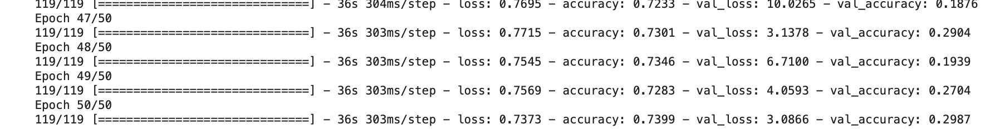 119/119 [==============================] - 36s 304ms/step - loss: 0.7695 - accuracy: 0.7233 - val_loss: 10.0265 - val_accuracy: 0.1876
Epoch 47/50
119/119 [==============================] - 36s 303ms/step - loss: 0.7715 - accuracy: 0.7301 - val_loss: 3.1378 - val_accuracy: 0.2904
Epoch 48/50
119/119 [==============================] - 36s 303ms/step - loss: 0.7545 - accuracy: 0.7346 - val_loss: 6.7100 - val_accuracy: 0.1939
Epoch 49/50
119/119 [==============================] - 36s 303ms/step - loss: 0.7569 - accuracy: 0.7283 - val_loss: 4.0593 - val_accuracy: 0.2704
Epoch 50/50
119/119 [==============================] - 36s 303ms/step - loss: 0.7373 - accuracy: 0.7399 - val_loss: 3.0866 - val_accuracy: 0.2987